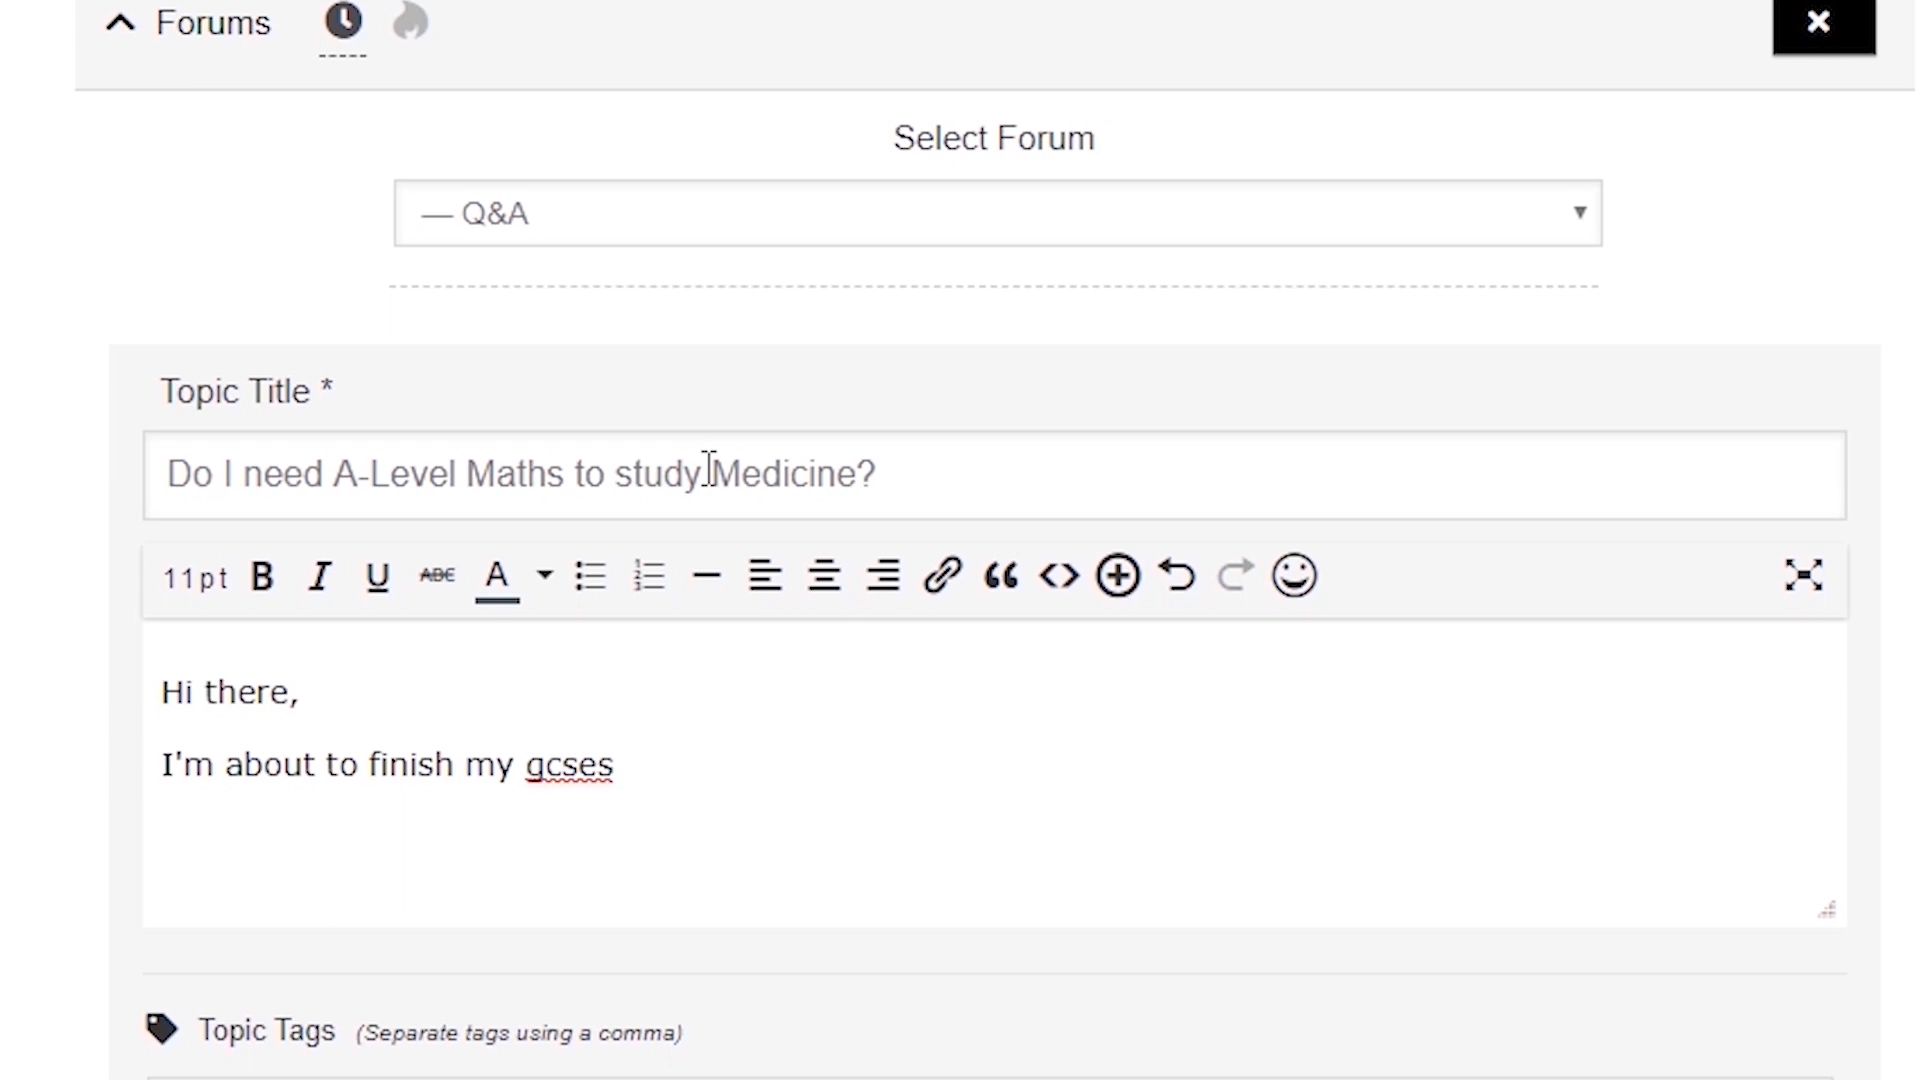 Forums
Select Forum
— Q&A
Topic Title *
Do I need A-Level Maths to study Medicine?
11pt B I U ABC A
Hi there,
I'm about to finish my gcses
Topic Tags (Separate tags using a comma)